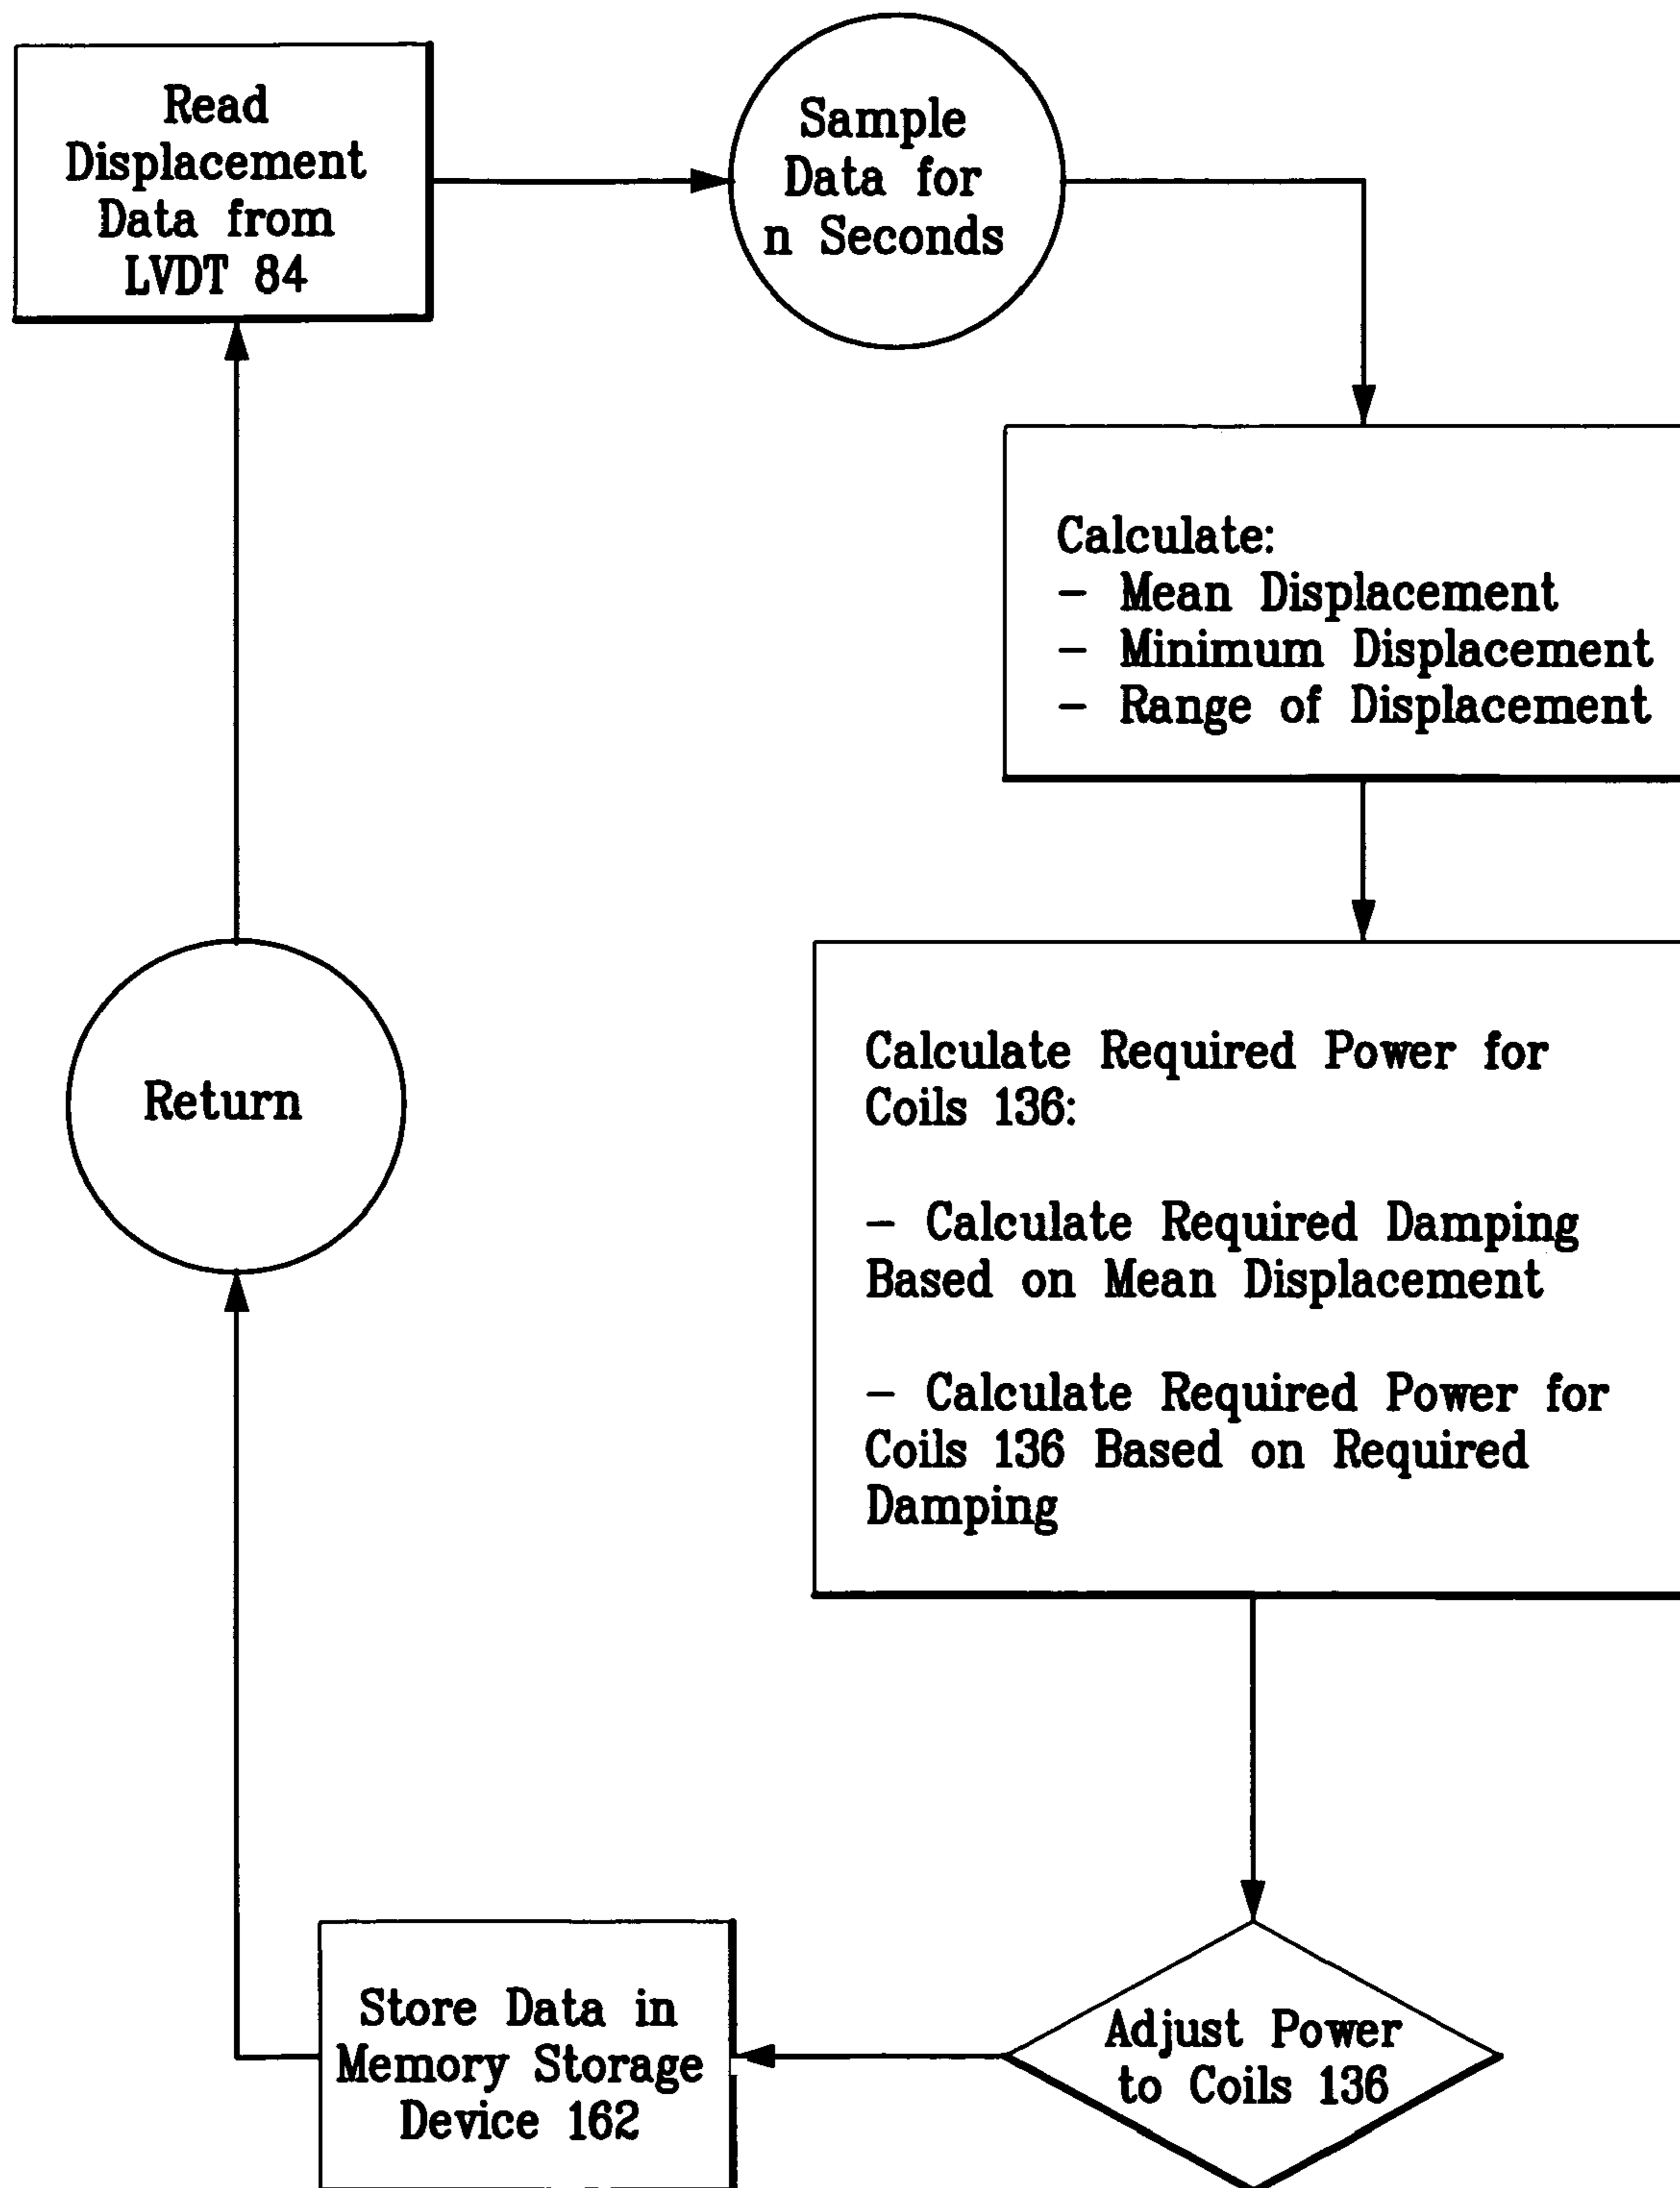 Read
Displacement
Data from
LVDT 84
Sample
Data for
n Seconds
Calculate:
- Mean Displacement
- Minimum Displacement
- Range of Displacement
Calculate Required Power for
Coils 136:
- Calculate Required Damping
Based on Mean Displacement
- Calculate Required Power for
Coils 136 Based on Required
Damping
Adjust Power
to Coils 136
Store Data in
Memory Storage
Device 162
Return